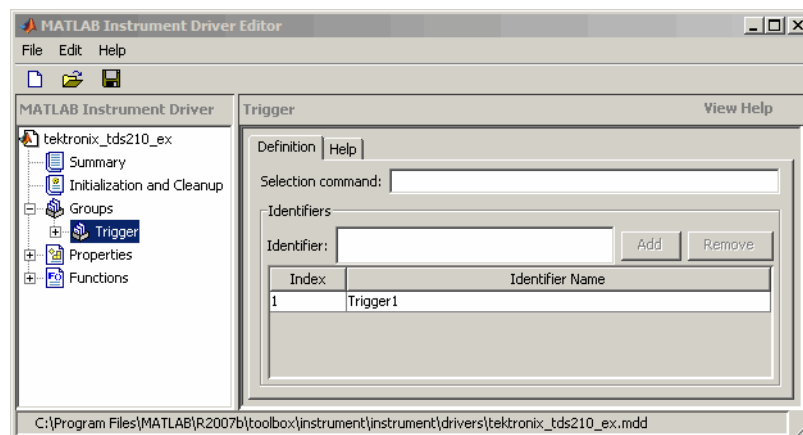 MATLAB Instrument Driver Editor
File Edit Help
MATLAB Instrument Driver
tektronix_tds210_ex
Summary
Initialization and Cleanup
Groups
Trigger
Properties
Functions
Trigger View Help
Definition Help
Selection command:
Identifiers
Identifier: Add Remove
Index Identifier Name
1 Trigger1
C:\Program Files\MATLAB\R2007b\toolbox\instrument\instrument\drivers\tektronix_tds210_ex.mdd